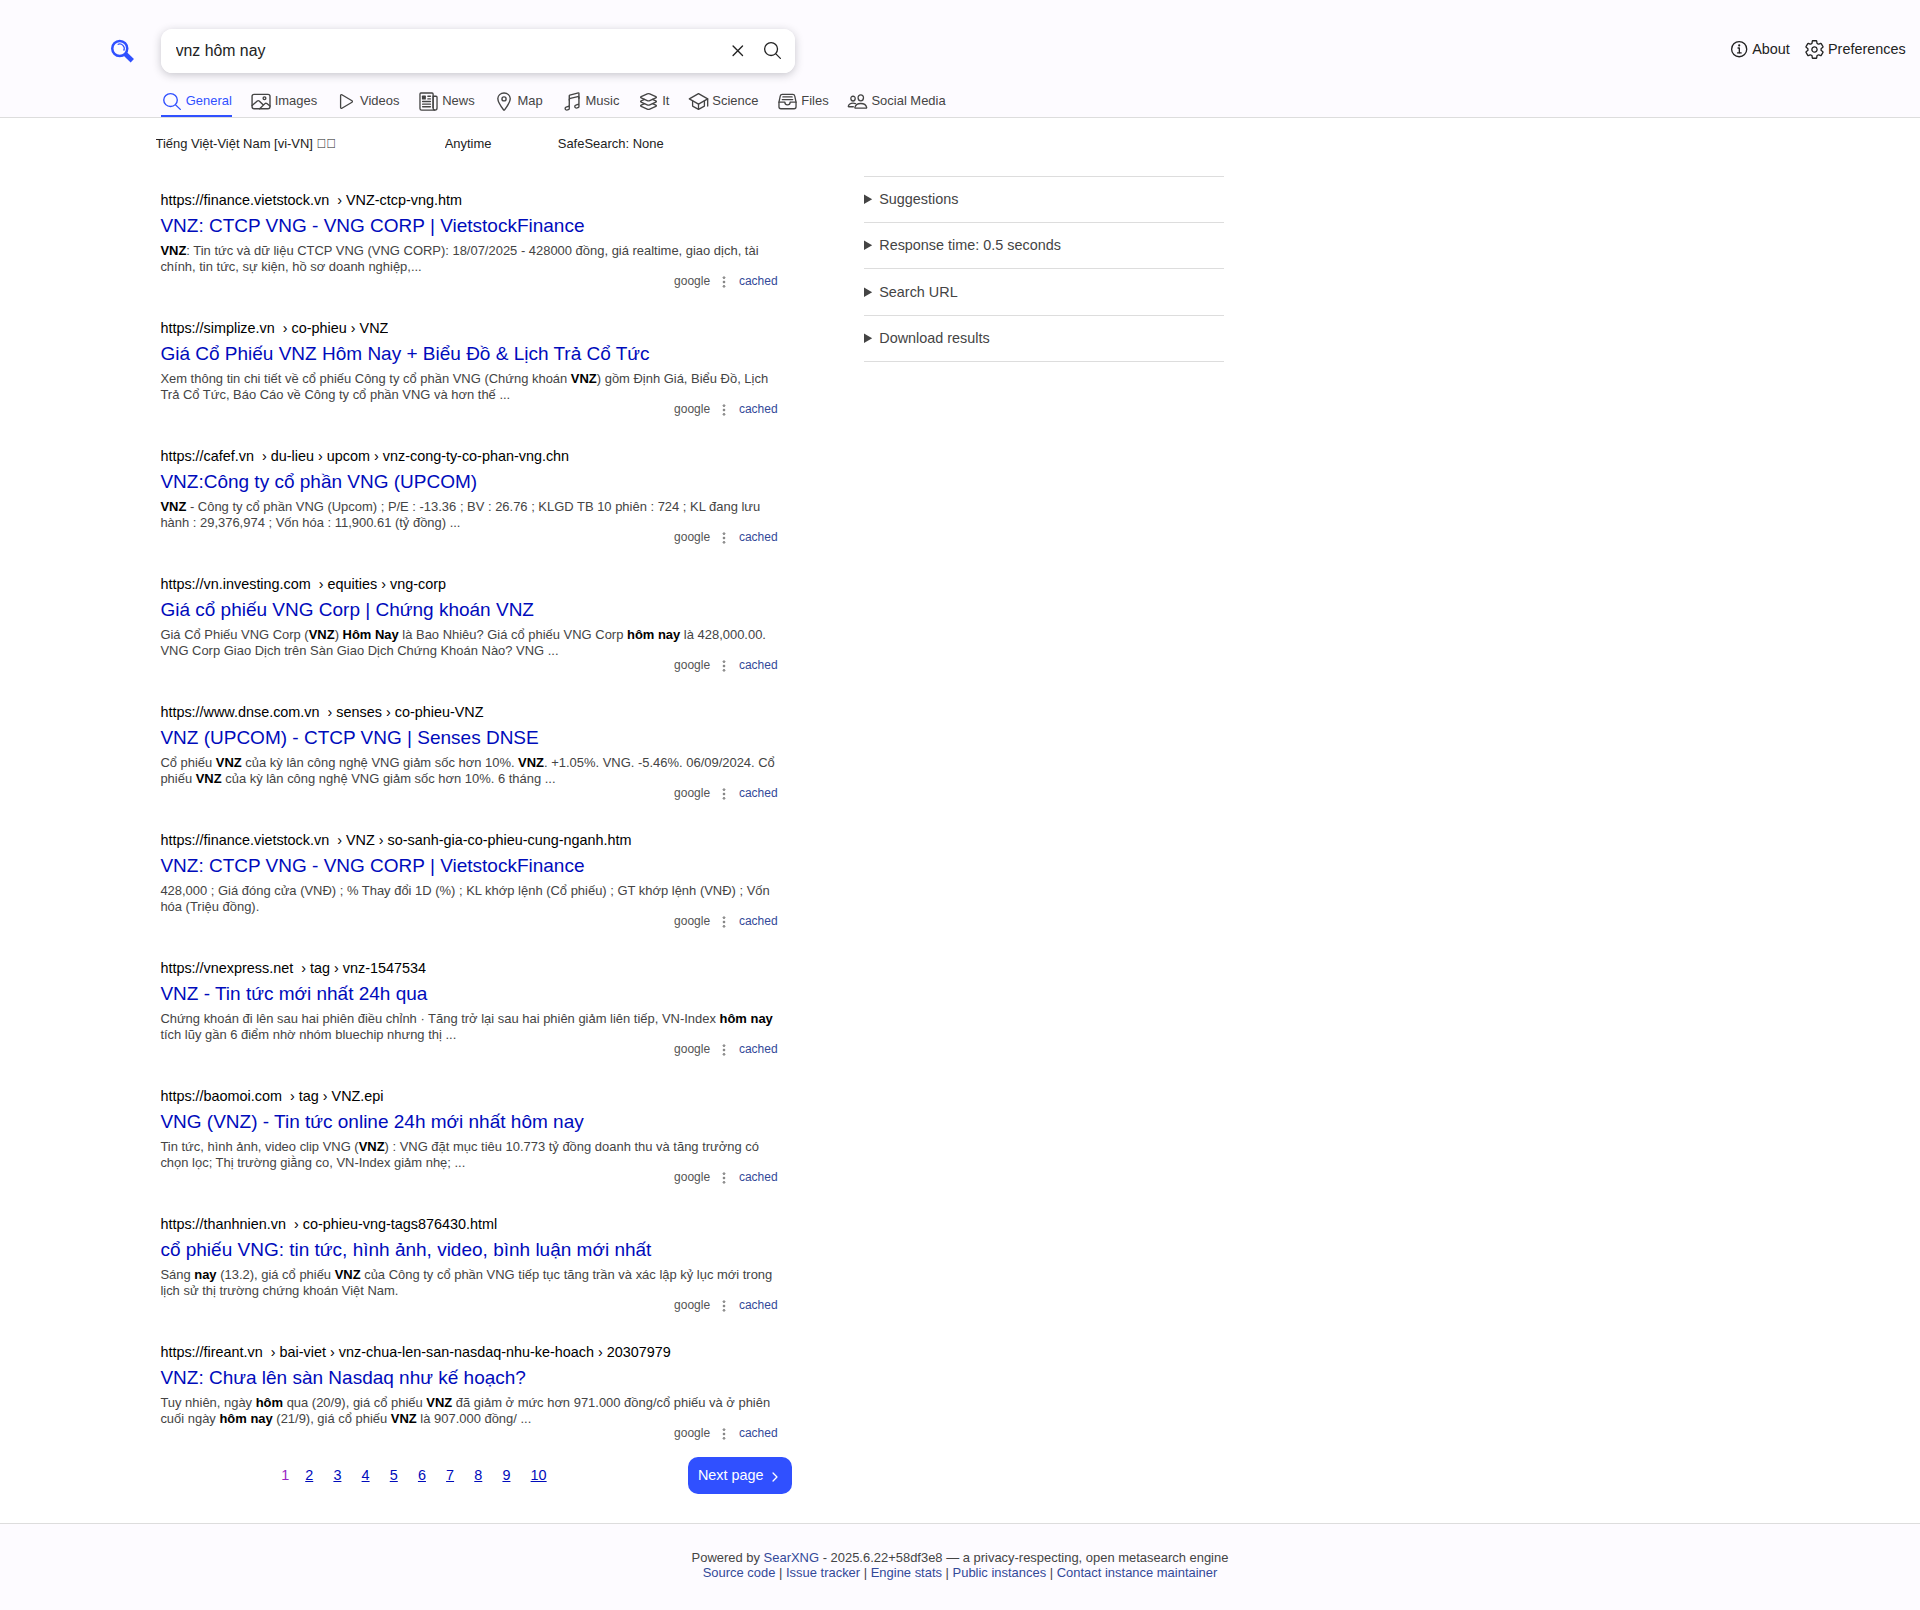 vnz hôm nay
About Preferences
General Images Videos News Map Music It Science Files Social Media
Tiếng Việt-Việt Nam [vi-VN] Anytime SafeSearch: None
https://finance.vietstock.vn › VNZ-ctcp-vng.htm
VNZ: CTCP VNG - VNG CORP | VietstockFinance
VNZ: Tin tức và dữ liệu CTCP VNG (VNG CORP): 18/07/2025 - 428000 đồng, giá realtime, giao dịch, tài
chính, tin tức, sự kiện, hồ sơ doanh nghiệp,...
google cached
https://simplize.vn › co-phieu › VNZ
Giá Cổ Phiếu VNZ Hôm Nay + Biểu Đồ & Lịch Trả Cổ Tức
Xem thông tin chi tiết về cổ phiếu Công ty cổ phần VNG (Chứng khoán VNZ) gồm Định Giá, Biểu Đồ, Lịch
Trả Cổ Tức, Báo Cáo về Công ty cổ phần VNG và hơn thế ...
google cached
https://cafef.vn › du-lieu › upcom › vnz-cong-ty-co-phan-vng.chn
VNZ:Công ty cổ phần VNG (UPCOM)
VNZ - Công ty cổ phần VNG (Upcom) ; P/E : -13.36 ; BV : 26.76 ; KLGD TB 10 phiên : 724 ; KL đang lưu
hành : 29,376,974 ; Vốn hóa : 11,900.61 (tỷ đồng) ...
google cached
https://vn.investing.com › equities › vng-corp
Giá cổ phiếu VNG Corp | Chứng khoán VNZ
Giá Cổ Phiếu VNG Corp (VNZ) Hôm Nay là Bao Nhiêu? Giá cổ phiếu VNG Corp hôm nay là 428,000.00.
VNG Corp Giao Dịch trên Sàn Giao Dịch Chứng Khoán Nào? VNG ...
google cached
https://www.dnse.com.vn › senses › co-phieu-VNZ
VNZ (UPCOM) - CTCP VNG | Senses DNSE
Cổ phiếu VNZ của kỳ lân công nghệ VNG giảm sốc hơn 10%. VNZ. +1.05%. VNG. -5.46%. 06/09/2024. Cổ
phiếu VNZ của kỳ lân công nghệ VNG giảm sốc hơn 10%. 6 tháng ...
google cached
https://finance.vietstock.vn › VNZ › so-sanh-gia-co-phieu-cung-nganh.htm
VNZ: CTCP VNG - VNG CORP | VietstockFinance
428,000 ; Giá đóng cửa (VNĐ) ; % Thay đổi 1D (%) ; KL khớp lệnh (Cổ phiếu) ; GT khớp lệnh (VNĐ) ; Vốn
hóa (Triệu đồng).
google cached
https://vnexpress.net › tag › vnz-1547534
VNZ - Tin tức mới nhất 24h qua
Chứng khoán đi lên sau hai phiên điều chỉnh · Tăng trở lại sau hai phiên giảm liên tiếp, VN-Index hôm nay
tích lũy gần 6 điểm nhờ nhóm bluechip nhưng thị ...
google cached
https://baomoi.com › tag › VNZ.epi
VNG (VNZ) - Tin tức online 24h mới nhất hôm nay
Tin tức, hình ảnh, video clip VNG (VNZ) : VNG đặt mục tiêu 10.773 tỷ đồng doanh thu và tăng trưởng có
chọn lọc; Thị trường giằng co, VN-Index giảm nhẹ; ...
google cached
https://thanhnien.vn › co-phieu-vng-tags876430.html
cổ phiếu VNG: tin tức, hình ảnh, video, bình luận mới nhất
Sáng nay (13.2), giá cổ phiếu VNZ của Công ty cổ phần VNG tiếp tục tăng trần và xác lập kỷ lục mới trong
lịch sử thị trường chứng khoán Việt Nam.
google cached
https://fireant.vn › bai-viet › vnz-chua-len-san-nasdaq-nhu-ke-hoach › 20307979
VNZ: Chưa lên sàn Nasdaq như kế hoạch?
Tuy nhiên, ngày hôm qua (20/9), giá cổ phiếu VNZ đã giảm ở mức hơn 971.000 đồng/cổ phiếu và ở phiên
cuối ngày hôm nay (21/9), giá cổ phiếu VNZ là 907.000 đồng/ ...
google cached
1 2 3 4 5 6 7 8 9 10 Next page
Suggestions
Response time: 0.5 seconds
Search URL
Download results
Powered by SearXNG - 2025.6.22+58df3e8 — a privacy-respecting, open metasearch engine
Source code | Issue tracker | Engine stats | Public instances | Contact instance maintainer